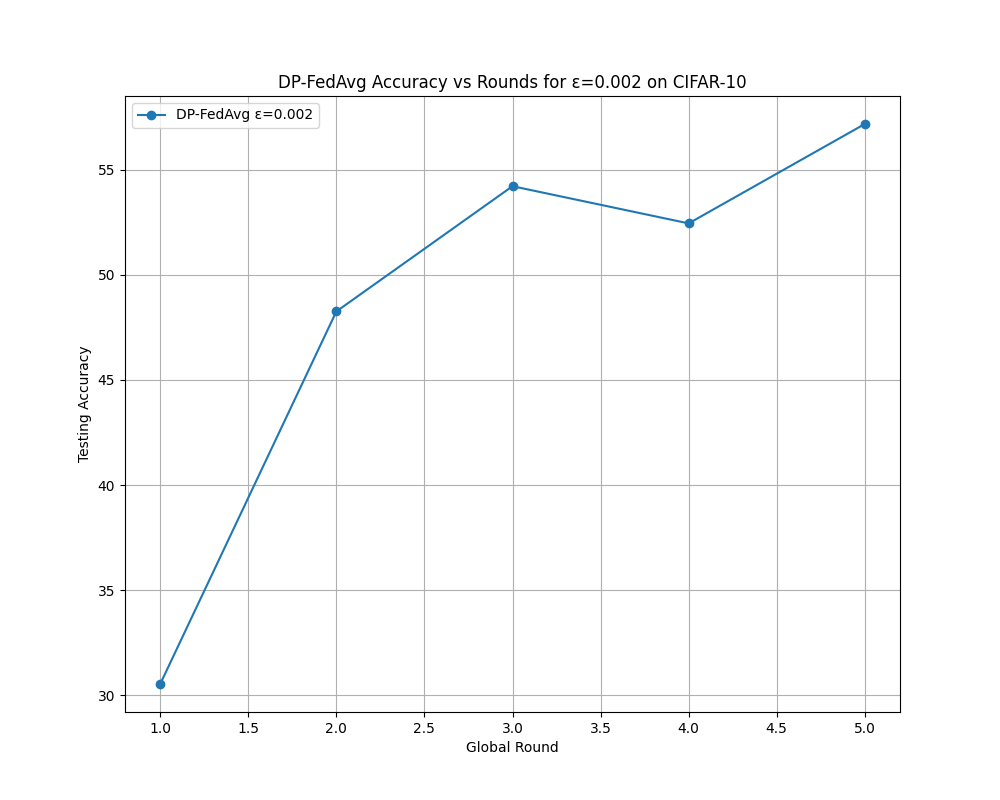 DP-FedAvg Accuracy vs Rounds for ε=0.002 on CIFAR-10
DP-FedAvg ε=0.002
55
50
45
40
35
30
Testing Accuracy
1.0 1.5 2.0 2.5 3.0 3.5 4.0 4.5 5.0
Global Round